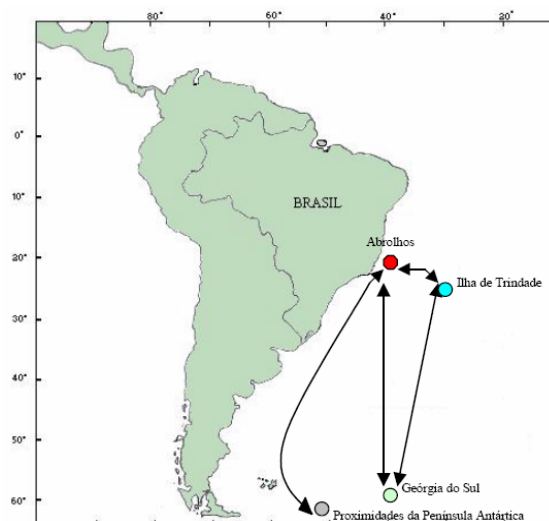 80° 60° 40° 20°
10°
0°
10°
20°
30°
40°
50°
60°
BRASIL
Abrolhos
Ilha de Trindade
Geórgia do Sul
Proximidades da Península Antártica